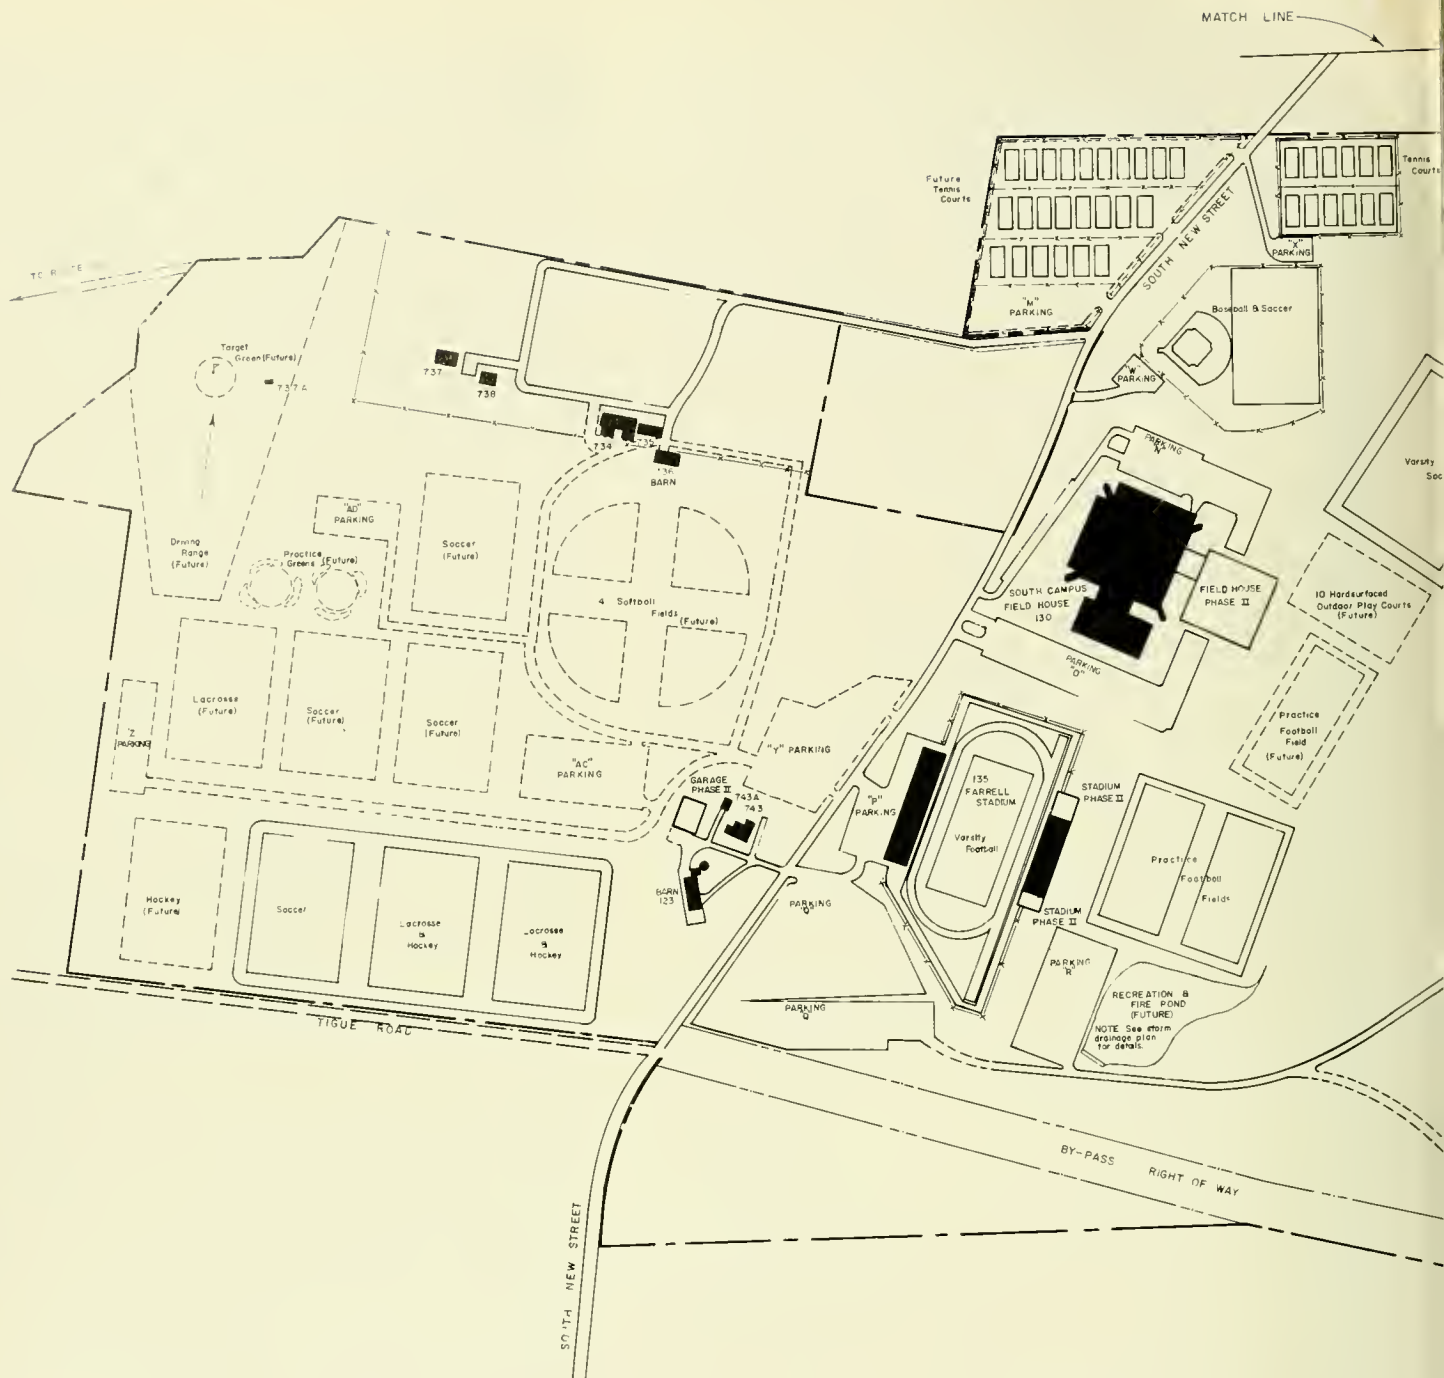 MATCH LINE
Future
Tennis
Courts
Tennis
Courts
SOUTH NEW STREET
"X"
PARKING
"M"
PARKING
Baseball & Soccer
"W"
PARKING
TO
Target
Green (Future)
737 A
737
738
734
735
736
BARN
PARKING
"N"
Varsity
Soc
"AD"
PARKING
Soccer
(Future)
Driving
Range
(Future)
Practice
Greens (Future)
4 Softball
Fields
(Future)
SOUTH CAMPUS
FIELD HOUSE
130
FIELD HOUSE
PHASE II
10 Hardsurfaced
Outdoor Play Courts
(Future)
PARKING
"O"
Lacrosse
(Future)
Soccer
(Future)
Soccer
(Future)
"Z"
PARKING
"AC"
PARKING
"Y" PARKING
Practice
Football
Field
(Future)
GARAGE
PHASE II
743A
743
"P"
PARKING
135
FARRELL
STADIUM
Varsity
Football
STADIUM
PHASE II
Practice
Football
Fields
BARN
123
PARKING
STADIUM
PHASE II
Hockey
(Future)
Soccer
Lacrosse
&
Hockey
Lacrosse
&
Hockey
PARKING
"R"
RECREATION &
FIRE POND
(FUTURE)
NOTE See storm
drainage plan
for details.
PARKING
"Q"
TIGUE ROAD
BY-PASS RIGHT OF WAY
SOUTH NEW STREET